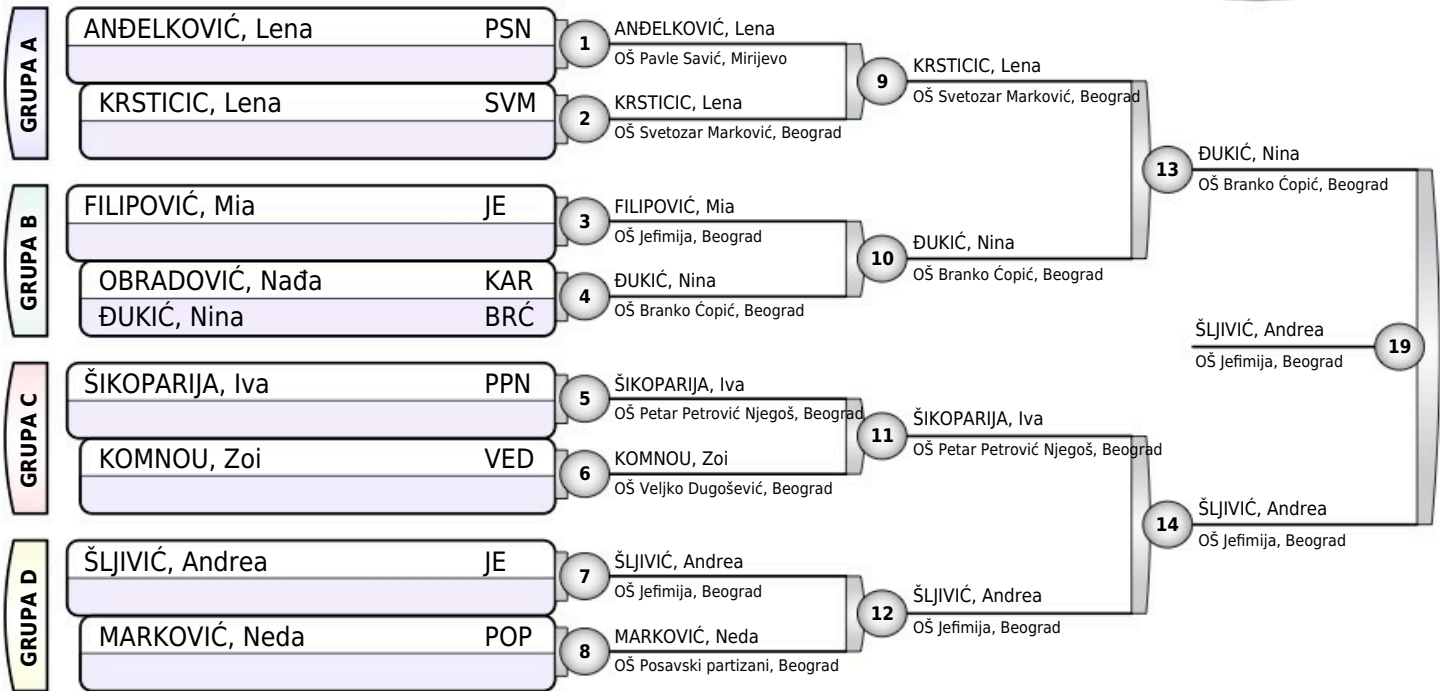 GRUPA A
ANĐELKOVIĆ, Lena PSN
KRSTICIC, Lena SVM
1
ANĐELKOVIĆ, Lena
OŠ Pavle Savić, Mirijevo
2
KRSTICIC, Lena
OŠ Svetozar Marković, Beograd
9
KRSTICIC, Lena
OŠ Svetozar Marković, Beograd
GRUPA B
FILIPOVIĆ, Mia JE
OBRADOVIĆ, Nađa KAR
ĐUKIĆ, Nina BRĆ
3
FILIPOVIĆ, Mia
OŠ Jefimija, Beograd
4
ĐUKIĆ, Nina
OŠ Branko Ćopić, Beograd
10
ĐUKIĆ, Nina
OŠ Branko Ćopić, Beograd
13
ĐUKIĆ, Nina
OŠ Branko Ćopić, Beograd
GRUPA C
ŠIKOPARIJA, Iva PPN
KOMNOU, Zoi VED
5
ŠIKOPARIJA, Iva
OŠ Petar Petrović Njegoš, Beograd
6
KOMNOU, Zoi
OŠ Veljko Dugošević, Beograd
11
ŠIKOPARIJA, Iva
OŠ Petar Petrović Njegoš, Beograd
GRUPA D
ŠLJIVIĆ, Andrea JE
MARKOVIĆ, Neda POP
7
ŠLJIVIĆ, Andrea
OŠ Jefimija, Beograd
8
MARKOVIĆ, Neda
OŠ Posavski partizani, Beograd
12
ŠLJIVIĆ, Andrea
OŠ Jefimija, Beograd
14
ŠLJIVIĆ, Andrea
OŠ Jefimija, Beograd
ŠLJIVIĆ, Andrea
OŠ Jefimija, Beograd
19